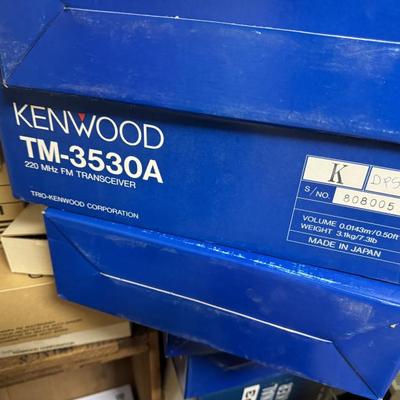 KENWOOD
TM-3530A
220 MHz FM TRANSCEIVER
TRIO-KENWOOD CORPORATION
K
S/NO. 808005
VOLUME 0.0143m³/0.50ft
WEIGHT 3.1kg/7.3lb
MADE IN JAPAN